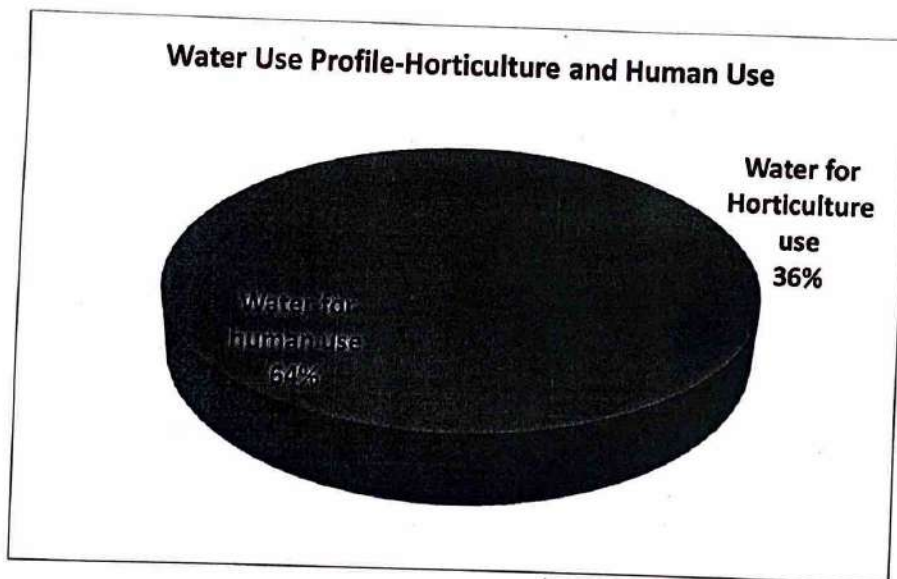 Water Use Profile-Horticulture and Human Use
Water for
Horticulture
use
36%
Water for
human use
64%